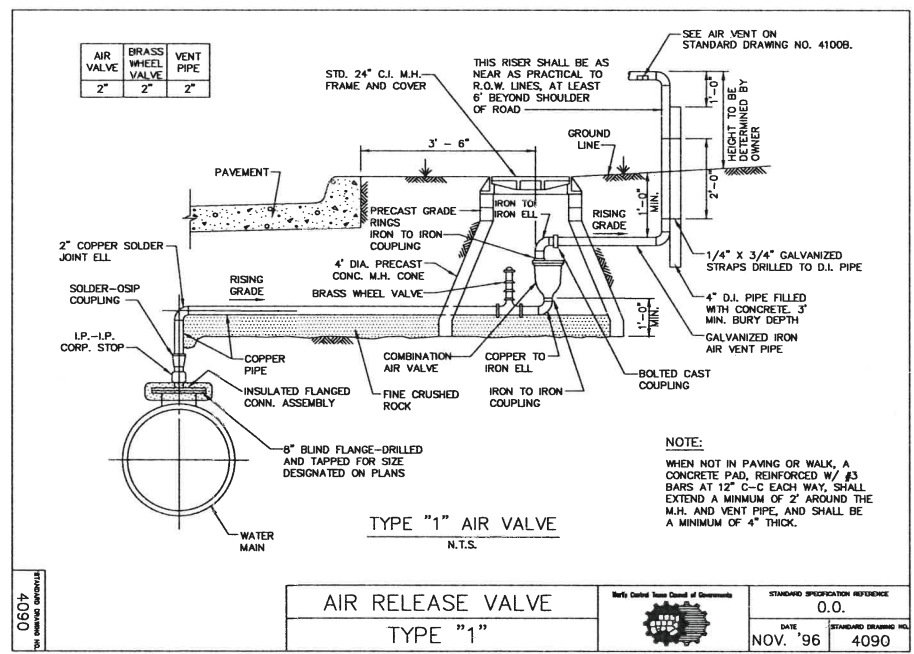 AIR VALVE
BRASS WHEEL VALVE
VENT PIPE
2"
2"
2"
STD. 24" C.I. M.H.
FRAME AND COVER
THIS RISER SHALL BE AS
NEAR AS PRACTICAL TO
R.O.W. LINES, AT LEAST
6' BEYOND SHOULDER
OF ROAD
SEE AIR VENT ON
STANDARD DRAWING NO. 4100B.
1'-0"
HEIGHT TO BE
DETERMINED BY
OWNER
2'-0"
3' - 6"
GROUND
LINE
PAVEMENT
1'-0"
MIN.
IRON TO
IRON ELL
PRECAST GRADE
RINGS
IRON TO IRON
COUPLING
RISING
GRADE
2" COPPER SOLDER
JOINT ELL
4' DIA. PRECAST
CONC. M.H. CONE
1/4" X 3/4" GALVANIZED
STRAPS DRILLED TO D.I. PIPE
RISING
GRADE
BRASS WHEEL VALVE
SOLDER-OSIP
COUPLING
4" D.I. PIPE FILLED
WITH CONCRETE. 3'
MIN. BURY DEPTH
1'-0"
MIN.
I.P.-I.P.
CORP. STOP
GALVANIZED IRON
AIR VENT PIPE
COPPER
PIPE
COMBINATION
AIR VALVE
COPPER TO
IRON ELL
BOLTED CAST
COUPLING
INSULATED FLANGED
CONN. ASSEMBLY
FINE CRUSHED
ROCK
IRON TO IRON
COUPLING
8" BLIND FLANGE-DRILLED
AND TAPPED FOR SIZE
DESIGNATED ON PLANS
NOTE:
WHEN NOT IN PAVING OR WALK, A
CONCRETE PAD, REINFORCED W/ #3
BARS AT 12" C-C EACH WAY, SHALL
EXTEND A MINMUM OF 2' AROUND THE
M.H. AND VENT PIPE, AND SHALL BE
A MINIMUM OF 4" THICK.
WATER
MAIN
TYPE "1" AIR VALVE
N.T.S.
STANDARD DRAWING NO.
4090
AIR RELEASE VALVE
TYPE "1"
North Central Texas Council of Governments
STANDARD SPECIFICATION REFERENCE
0.0.
DATE
NOV. '96
STANDARD DRAWING NO.
4090